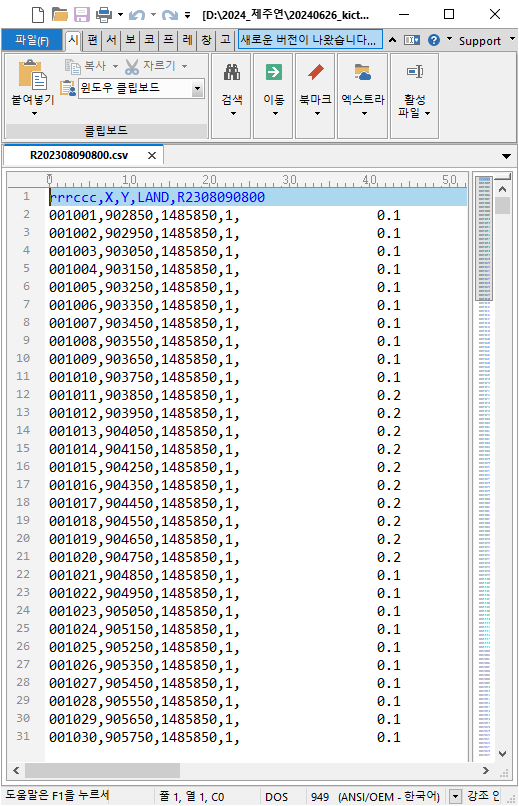 [D:\2024_제주연\20240626_kict...
파일(F) 시 편 서 보 코 프 레 창 고 새로운 버전이 나왔습니다... Support
붙여넣기 복사 자르기
윈도우 클립보드
클립보드
검색 이동 북마크 엑스트라 활성 파일
R202308090800.csv
0 10 20 30 40 50
1 rrrccc,X,Y,LAND,R2308090800
2 001001,902850,1485850,1, 0.1
3 001002,902950,1485850,1, 0.1
4 001003,903050,1485850,1, 0.1
5 001004,903150,1485850,1, 0.1
6 001005,903250,1485850,1, 0.1
7 001006,903350,1485850,1, 0.1
8 001007,903450,1485850,1, 0.1
9 001008,903550,1485850,1, 0.1
10 001009,903650,1485850,1, 0.1
11 001010,903750,1485850,1, 0.1
12 001011,903850,1485850,1, 0.2
13 001012,903950,1485850,1, 0.2
14 001013,904050,1485850,1, 0.2
15 001014,904150,1485850,1, 0.2
16 001015,904250,1485850,1, 0.2
17 001016,904350,1485850,1, 0.2
18 001017,904450,1485850,1, 0.2
19 001018,904550,1485850,1, 0.2
20 001019,904650,1485850,1, 0.2
21 001020,904750,1485850,1, 0.2
22 001021,904850,1485850,1, 0.1
23 001022,904950,1485850,1, 0.1
24 001023,905050,1485850,1, 0.1
25 001024,905150,1485850,1, 0.1
26 001025,905250,1485850,1, 0.1
27 001026,905350,1485850,1, 0.1
28 001027,905450,1485850,1, 0.1
29 001028,905550,1485850,1, 0.1
30 001029,905650,1485850,1, 0.1
31 001030,905750,1485850,1, 0.1
도움말은 F1을 누르세 줄 1, 열 1, C0 DOS 949 (ANSI/OEM - 한국어) 강조 안